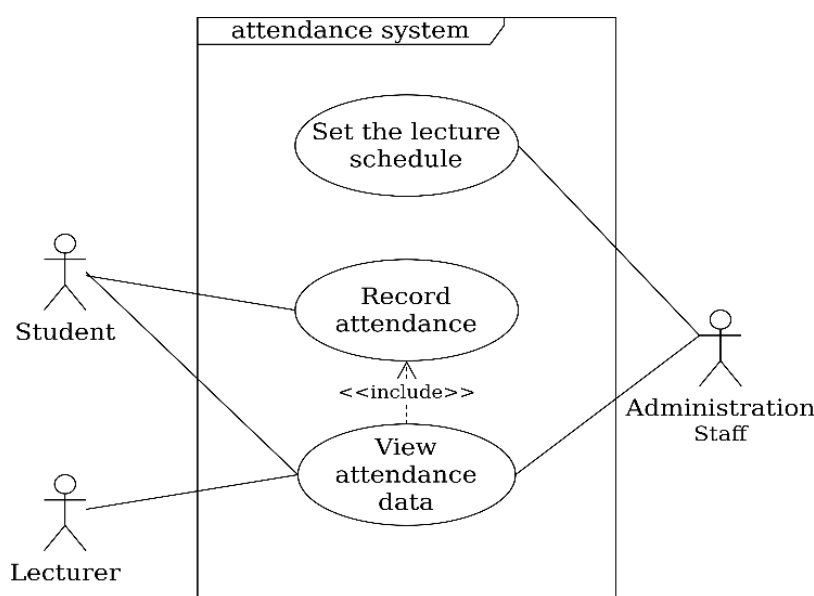 attendance system
Set the lecture
schedule
Student
Record
attendance
<<include>>
Administration
Staff
View
attendance
data
Lecturer